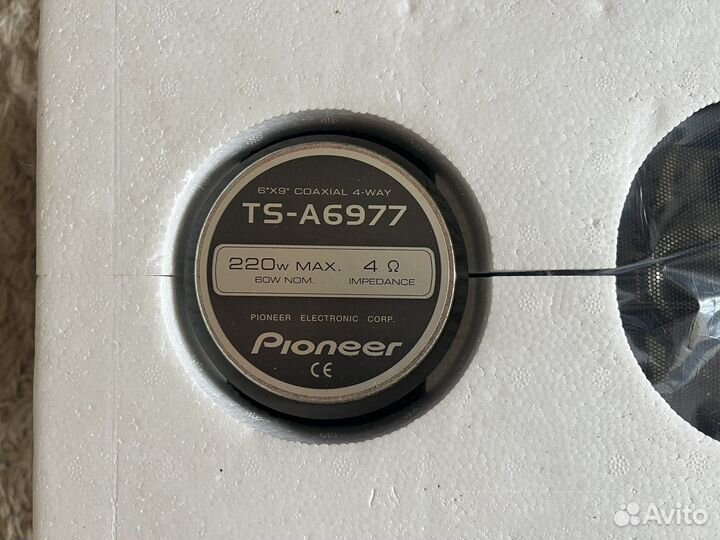 6"X9" COAXIAL 4-WAY
TS-A6977
220W MAX. 4 Ω
60W NOM. IMPEDANCE
PIONEER ELECTRONIC CORP.
Pioneer
CE
Avito